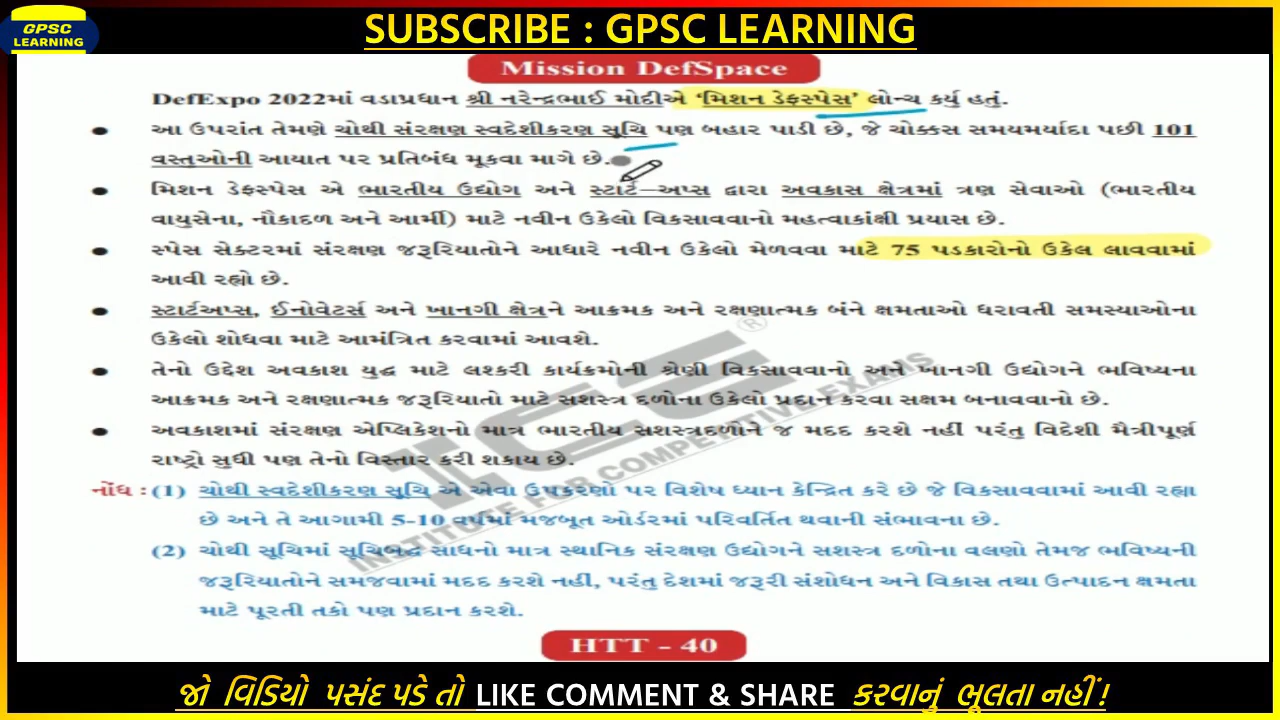 GPSC
LEARNING
SUBSCRIBE : GPSC LEARNING
Mission DefSpace
DefExpo 2022માં વડાપ્રધાન શ્રી નરેન્દ્રભાઈ મોદીએ ‘મિશન ડેફસ્પેસ’ લોન્ચ કર્યુ હતું.
● આ ઉપરાંત તેમણે ચોથી સંરક્ષણ સ્વદેશીકરણ સૂચિ પણ બહાર પાડી છે, જે ચોક્કસ સમયમર્યાદા પછી 101
વસ્તુઓની આયાત પર પ્રતિબંધ મૂકવા માગે છે.
● મિશન ડેફસ્પેસ એ ભારતીય ઉદ્યોગ અને સ્ટાર્ટ-અપ્સ દ્વારા અવકાસ ક્ષેત્રમાં ત્રણ સેવાઓ (ભારતીય
વાયુસેના, નૌકાદળ અને આર્મી) માટે નવીન ઉકેલો વિકસાવવાનો મહત્વાકાંક્ષી પ્રયાસ છે.
● સ્પેસ સેક્ટરમાં સંરક્ષણ જરૂરિયાતોને આધારે નવીન ઉકેલો મેળવવા માટે 75 પડકારોનો ઉકેલ લાવવામાં
આવી રહ્યો છે.
● સ્ટાર્ટઅપ્સ, ઈનોવેટર્સ અને ખાનગી ક્ષેત્રને આક્રમક અને રક્ષણાત્મક બંને ક્ષમતાઓ ધરાવતી સમસ્યાઓના
ઉકેલો શોધવા માટે આમંત્રિત કરવામાં આવશે.
● તેનો ઉદ્દેશ અવકાશ યુદ્ધ માટે લશ્કરી કાર્યક્રમોની શ્રેણી વિકસાવવાનો અને ખાનગી ઉદ્યોગને ભવિષ્યના
આક્રમક અને રક્ષણાત્મક જરૂરિયાતો માટે સશસ્ત્ર દળોના ઉકેલો પ્રદાન કરવા સક્ષમ બનાવવાનો છે.
● અવકાશમાં સંરક્ષણ એપ્લિકેશનો માત્ર ભારતીય સશસ્ત્રદળોને જ મદદ કરશે નહીં પરંતુ વિદેશી મૈત્રીપૂર્ણ
રાષ્ટ્રો સુધી પણ તેનો વિસ્તાર કરી શકાય છે.
નોંધ : (1) ચોથી સ્વદેશીકરણ સૂચિ એ એવા ઉપકરણો પર વિશેષ ધ્યાન કેન્દ્રિત કરે છે જે વિકસાવવામાં આવી રહ્યા
છે અને તે આગામી 5-10 વર્ષમાં મજબૂત ઓર્ડરમાં પરિવર્તિત થવાની સંભાવના છે.
(2) ચોથી સૂચિમાં સૂચિબદ્ધ સાધનો માત્ર સ્થાનિક સંરક્ષણ ઉદ્યોગને સશસ્ત્ર દળોના વલણો તેમજ ભવિષ્યની
જરૂરિયાતોને સમજવામાં મદદ કરશે નહીં, પરંતુ દેશમાં જરૂરી સંશોધન અને વિકાસ તથા ઉત્પાદન ક્ષમતા
માટે પૂરતી તકો પણ પ્રદાન કરશે.
ICE ®
INSTITUTE FOR COMPETITIVE EXAMS
HTT - 40
જો વિડિયો પસંદ પડે તો LIKE COMMENT & SHARE કરવાનું ભૂલતા નહીં!